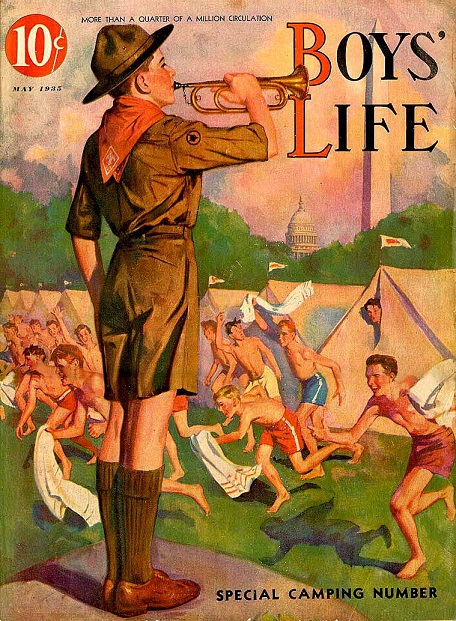 MORE THAN A QUARTER OF A MILLION CIRCULATION
10¢
MAY 1935
BOYS'
LIFE
SPECIAL CAMPING NUMBER